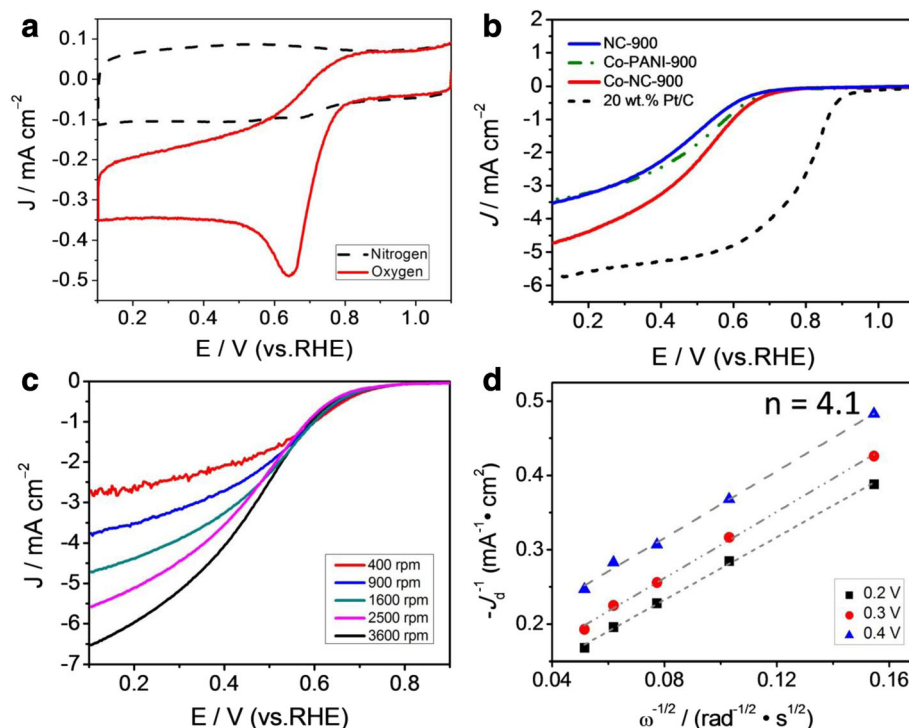 a
J / mA cm⁻²
0.1
0.0
-0.1
-0.2
-0.3
-0.4
-0.5
Nitrogen
Oxygen
0.2 0.4 0.6 0.8 1.0
E / V (vs.RHE)
b
J / mA cm⁻²
0
-1
-2
-3
-4
-5
-6
NC-900
Co-PANI-900
Co-NC-900
20 wt.% Pt/C
0.2 0.4 0.6 0.8 1.0
E / V (vs.RHE)
c
J / mA cm⁻²
0
-1
-2
-3
-4
-5
-6
-7
400 rpm
900 rpm
1600 rpm
2500 rpm
3600 rpm
0.2 0.4 0.6 0.8
E / V (vs.RHE)
d
-J_d⁻¹ (mA⁻¹• cm²)
0.5
0.4
0.2
n = 4.1
0.2 V
0.3 V
0.4 V
0.04 0.08 0.12 0.16
ω⁻¹/² / (rad⁻¹/² • s¹/²)